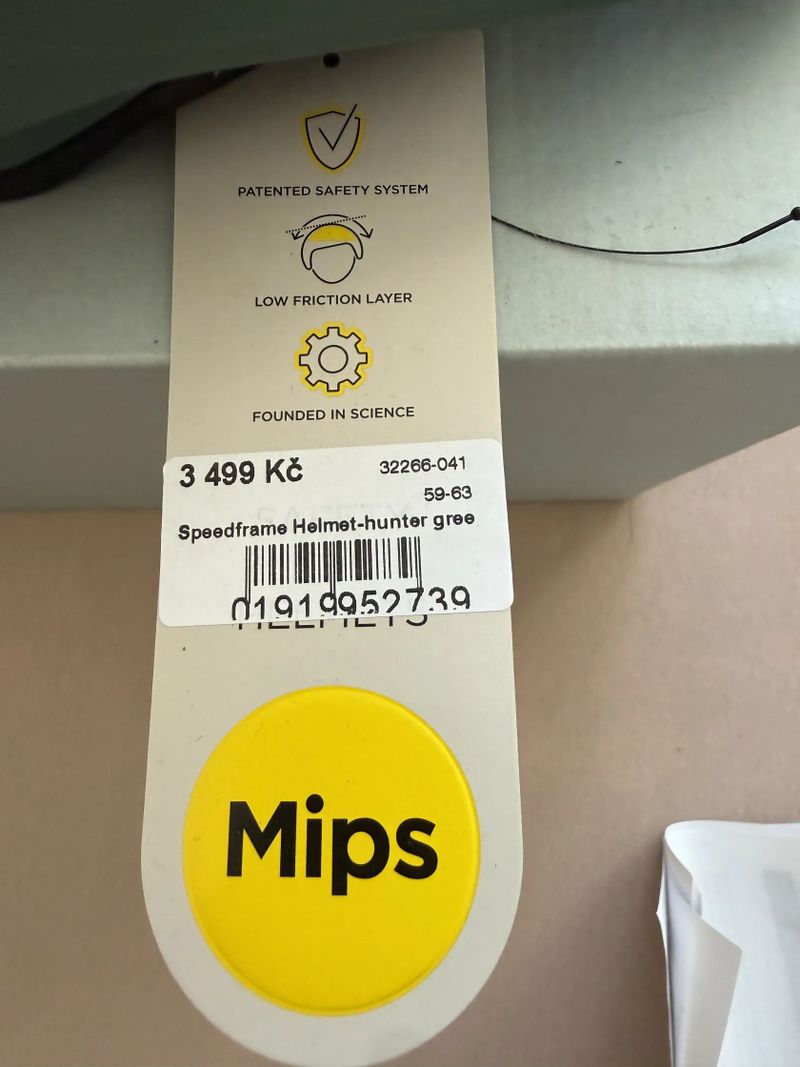 PATENTED SAFETY SYSTEM
LOW FRICTION LAYER
FOUNDED IN SCIENCE
3 499 Kč
32266-041
59-63
Speedframe Helmet-hunter gree
01919952739
HELMETS
Mips